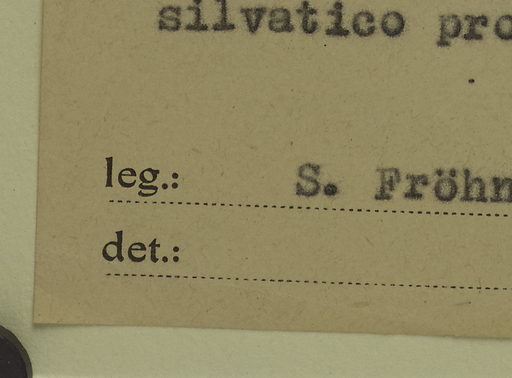 silvatico pro
leg.: S. Fröhn
det.: